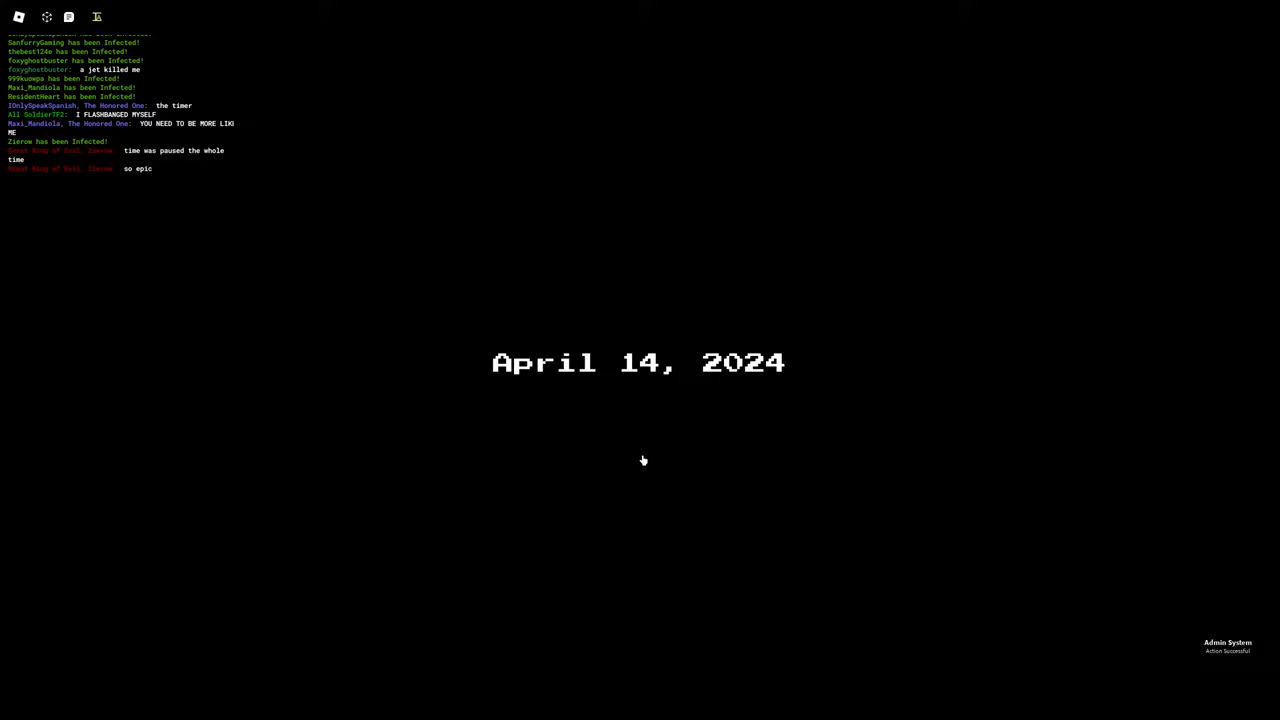 SanfurryGaming has been Infected!
thebest124e has been Infected!
foxyghostbuster has been Infected!
foxyghostbuster: a jet killed me
999kuowpa has been Infected!
Maxi_Mandiola has been Infected!
ResidentHeart has been Infected!
IOnlySpeakSpanish, The Honored One: the timer
All SoldierTF2: I FLASHBANGED MYSELF
Maxi_Mandiola, The Honored One: YOU NEED TO BE MORE LIKE
ME
Zierow has been Infected!
time was paused the whole
time
so epic
April 14, 2024
Admin System
Action Successful